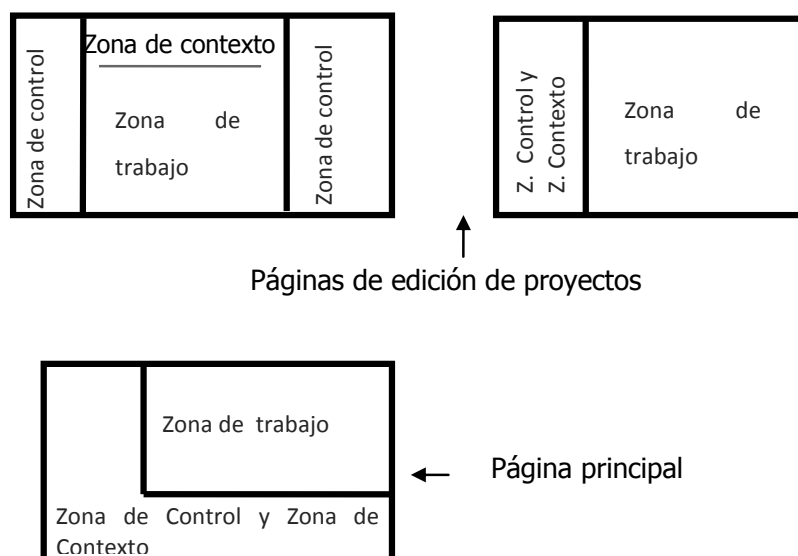 Zona de control
Zona de contexto
Zona de
trabajo
Zona de control
Z. Control y
Z. Contexto
Zona de
trabajo
Páginas de edición de proyectos
Zona de trabajo
Zona de Control y Zona de
Contexto
Página principal